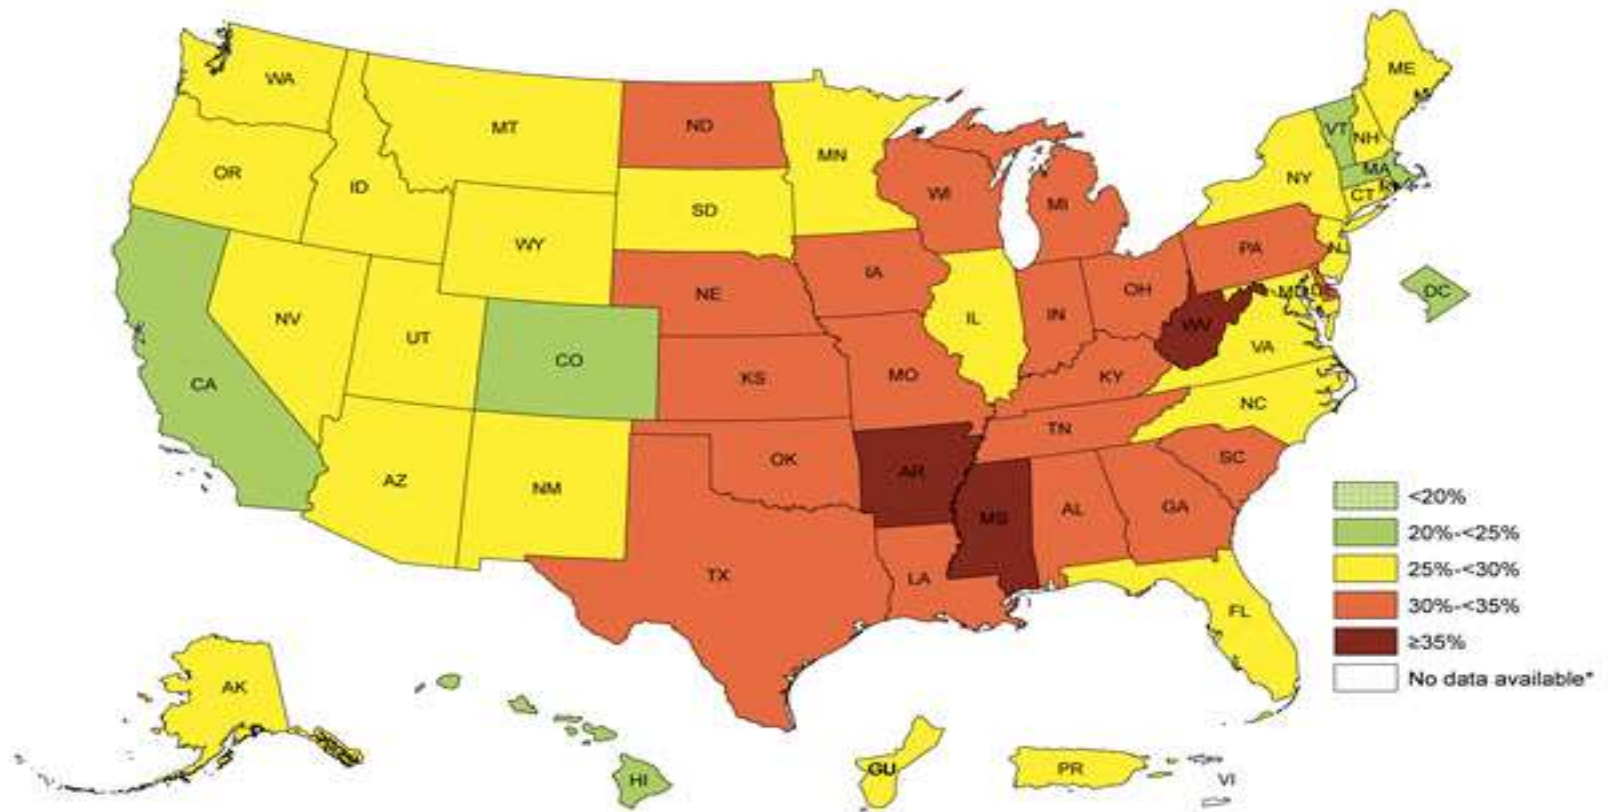 ME
WA
MT
ND
VT
NH
MN
MA
OR
ID
NY
CT
WI
SD
MI
WY
PA
NJ
IA
NE
OH
MD
DE
DC
NV
IL
IN
WV
UT
CO
VA
CA
KS
MO
KY
NC
TN
OK
SC
AZ
NM
AR
MS
AL
GA
TX
LA
FL
<20%
20%-<25%
25%-<30%
30%-<35%
≥35%
No data available*
AK
HI
GU
PR
VI